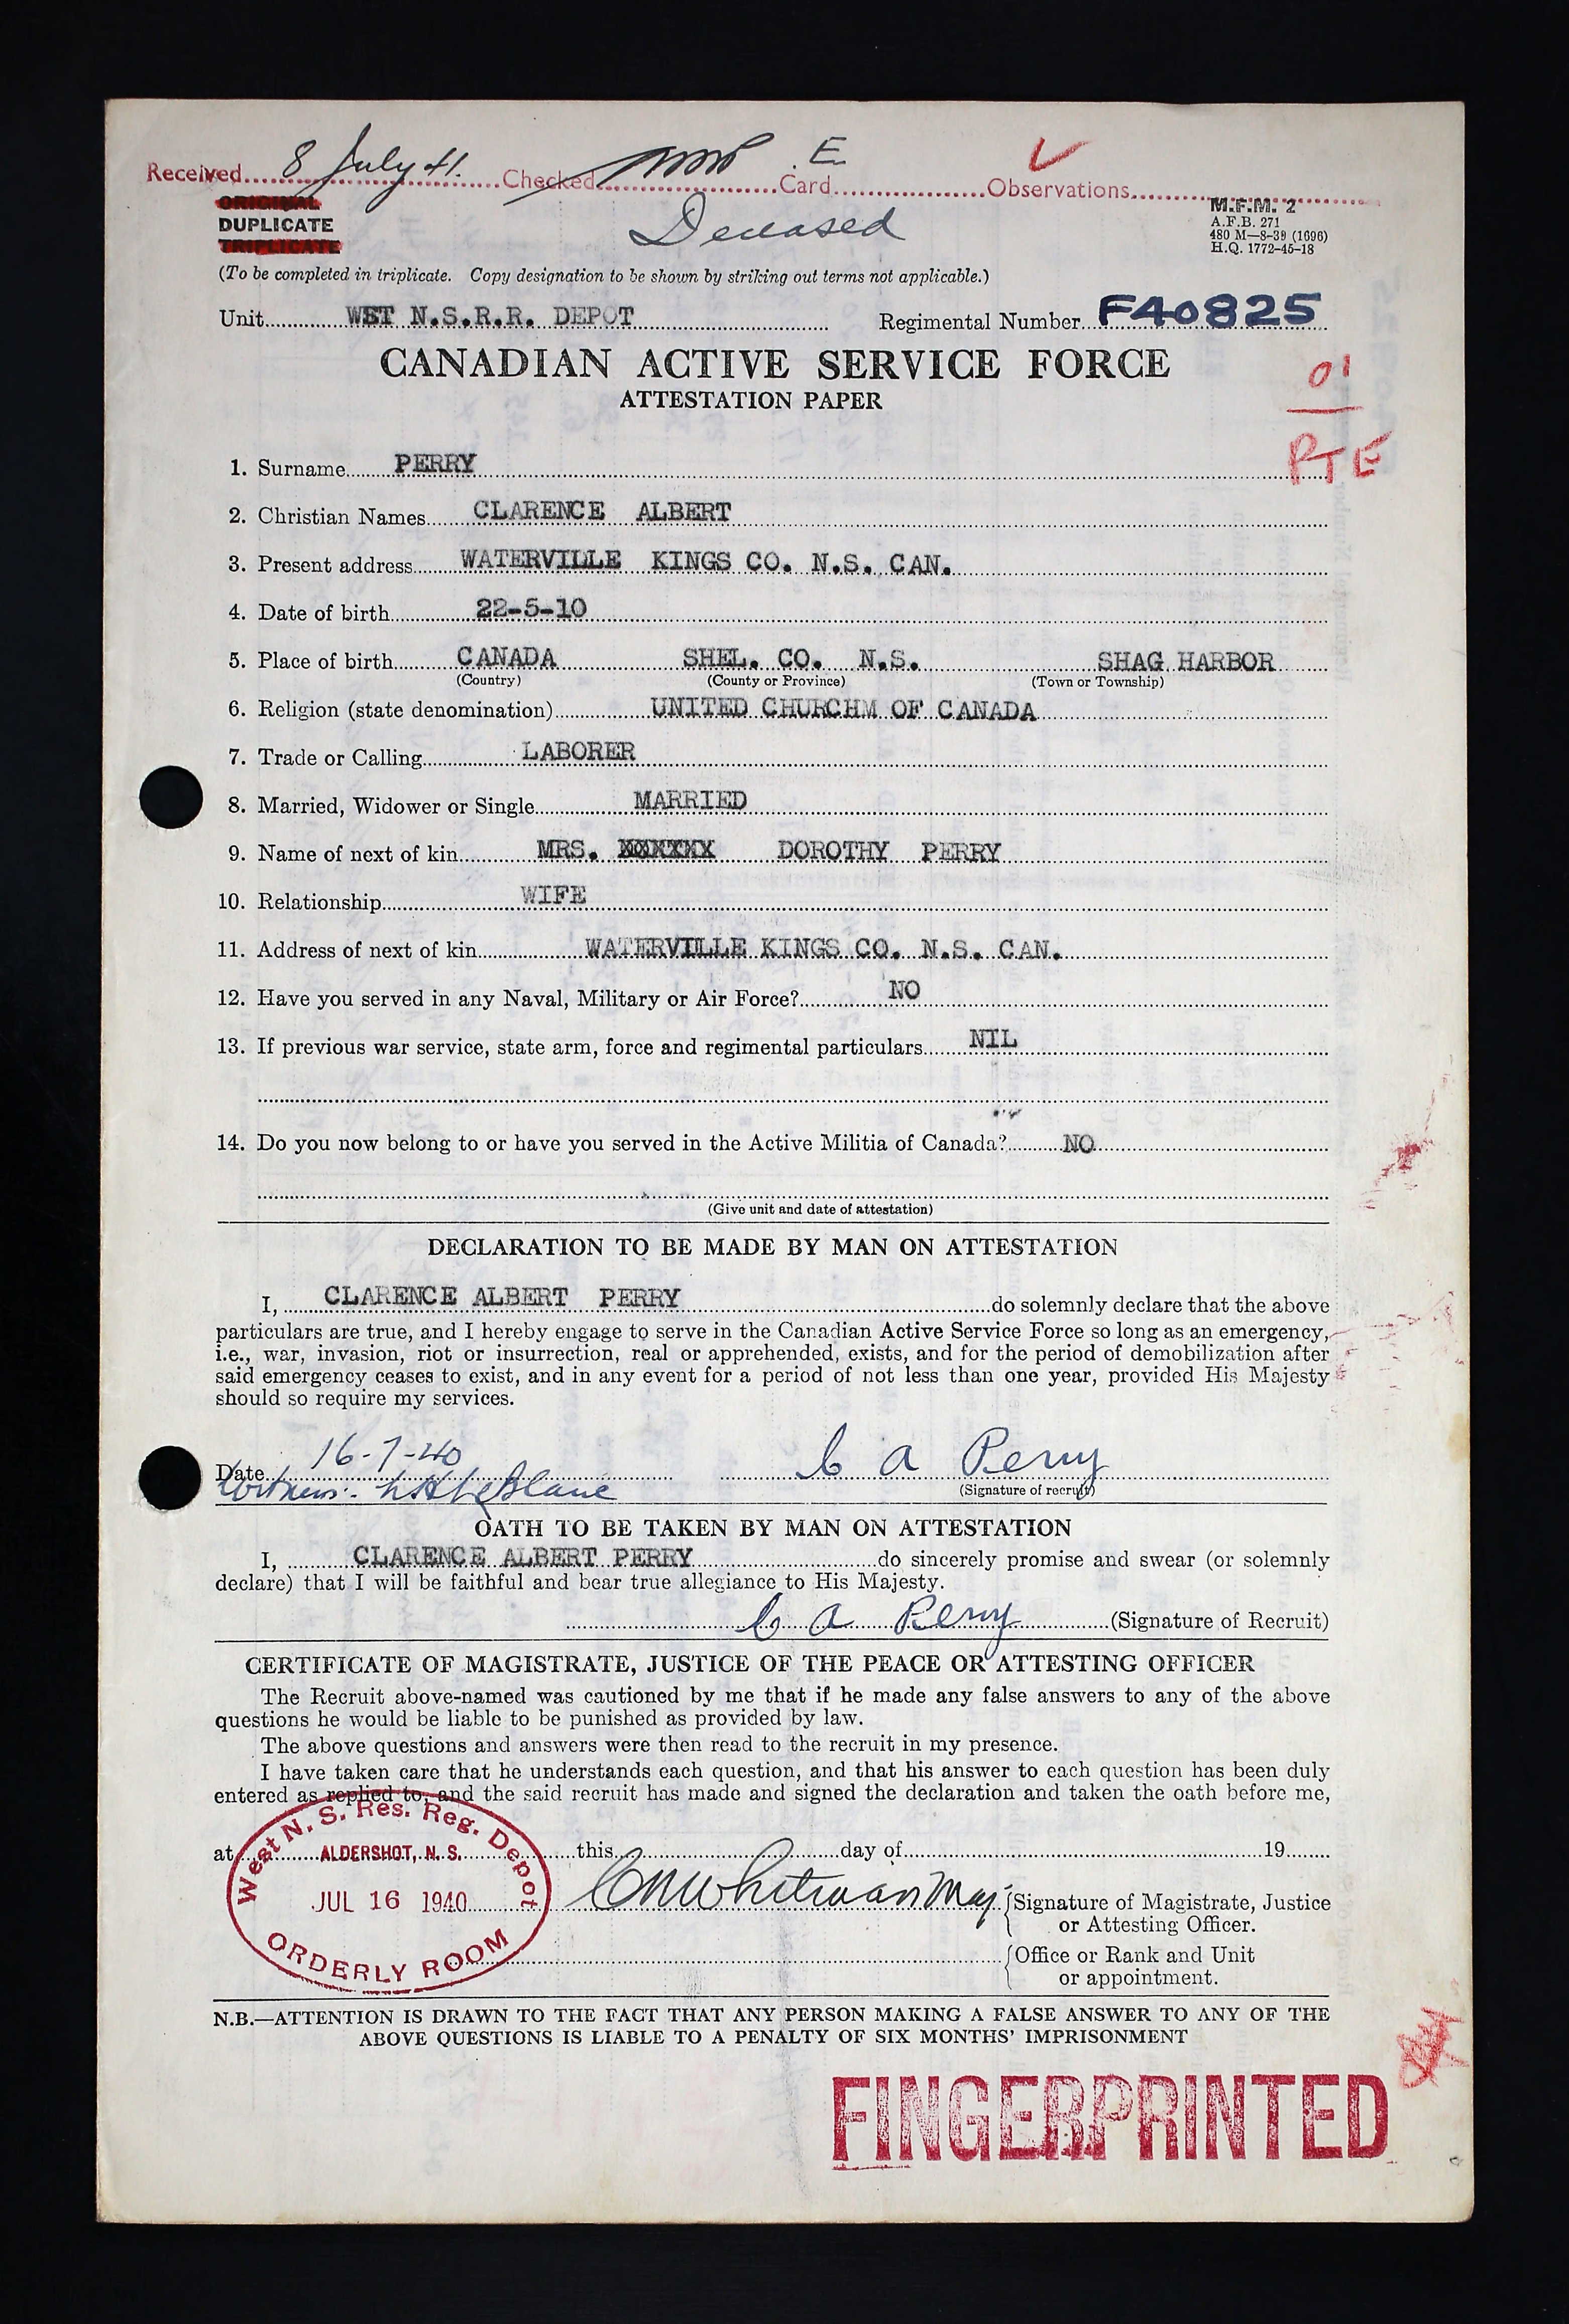 Received 8 July 41. Checked Card E Observations
ORIGINAL
DUPLICATE
TRIPLICATE
Deceased
M.F.M. 2
A.F.B. 271
480 M—8-39 (1696)
H.Q. 1772-45-18
(To be completed in triplicate. Copy designation to be shown by striking out terms not applicable.)
Unit WET N.S.R.R. DEPOT Regimental Number F40825
CANADIAN ACTIVE SERVICE FORCE
ATTESTATION PAPER
01
PTE
1. Surname PERRY
2. Christian Names CLARENCE ALBERT
3. Present address WATERVILLE KINGS CO. N.S. CAN.
4. Date of birth 22-5-10
5. Place of birth CANADA SHEL. CO. N.S. SHAG HARBOR
(Country) (County or Province) (Town or Township)
6. Religion (state denomination) UNITED CHURCHM OF CANADA
7. Trade or Calling LABORER
8. Married, Widower or Single MARRIED
9. Name of next of kin MRS. XXXXXX DOROTHY PERRY
10. Relationship WIFE
11. Address of next of kin WATERVILLE KINGS CO. N.S. CAN.
12. Have you served in any Naval, Military or Air Force? NO
13. If previous war service, state arm, force and regimental particulars NIL
14. Do you now belong to or have you served in the Active Militia of Canada? NO
(Give unit and date of attestation)
DECLARATION TO BE MADE BY MAN ON ATTESTATION
I, CLARENCE ALBERT PERRY do solemnly declare that the above
particulars are true, and I hereby engage to serve in the Canadian Active Service Force so long as an emergency,
i.e., war, invasion, riot or insurrection, real or apprehended, exists, and for the period of demobilization after
said emergency ceases to exist, and in any event for a period of not less than one year, provided His Majesty
should so require my services.
Date 16-7-40 C A Perry
Witness:- LeBlanc (Signature of recruit)
OATH TO BE TAKEN BY MAN ON ATTESTATION
I, CLARENCE ALBERT PERRY do sincerely promise and swear (or solemnly
declare) that I will be faithful and bear true allegiance to His Majesty.
C A Perry (Signature of Recruit)
CERTIFICATE OF MAGISTRATE, JUSTICE OF THE PEACE OR ATTESTING OFFICER
The Recruit above-named was cautioned by me that if he made any false answers to any of the above
questions he would be liable to be punished as provided by law.
The above questions and answers were then read to the recruit in my presence.
I have taken care that he understands each question, and that his answer to each question has been duly
entered as replied to, and the said recruit has made and signed the declaration and taken the oath before me,
at this day of 19
West N. S. Res. Reg. Depot
ALDERSHOT, N. S.
JUL 16 1940
ORDERLY ROOM
Whitman Maj. Signature of Magistrate, Justice
or Attesting Officer.
Office or Rank and Unit
or appointment.
N.B.—ATTENTION IS DRAWN TO THE FACT THAT ANY PERSON MAKING A FALSE ANSWER TO ANY OF THE
ABOVE QUESTIONS IS LIABLE TO A PENALTY OF SIX MONTHS' IMPRISONMENT
FINGERPRINTED